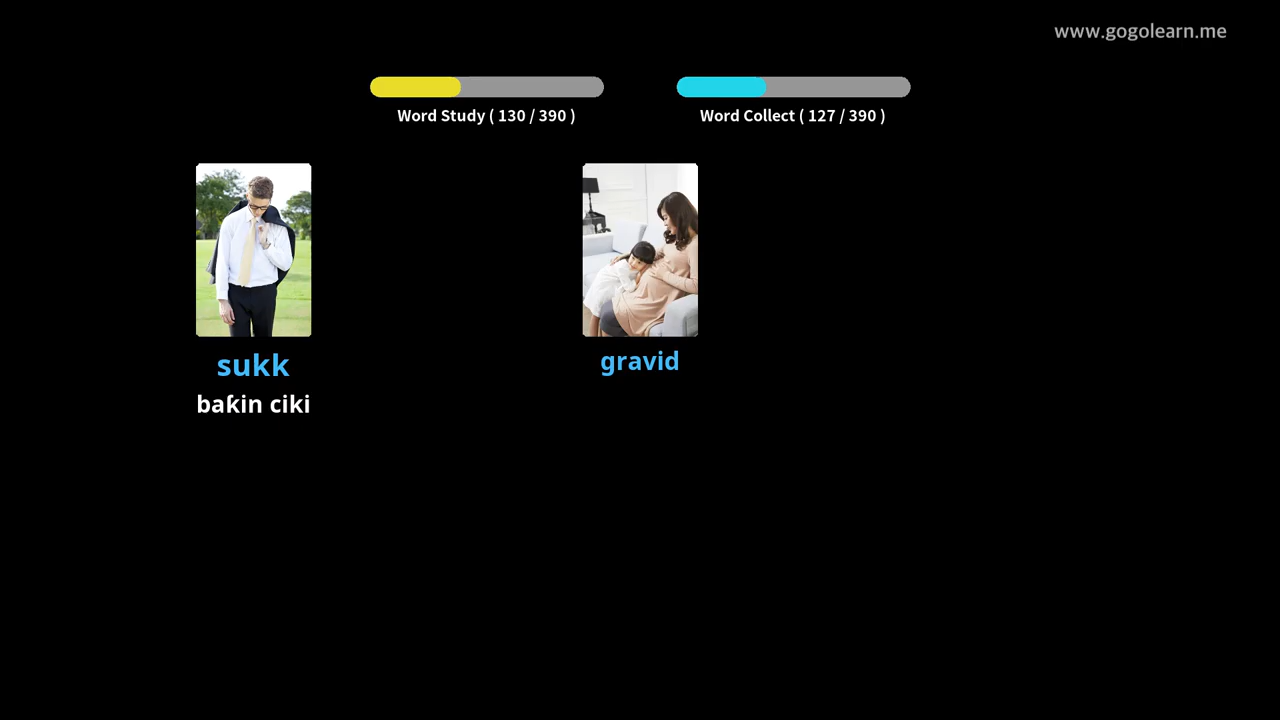 www.gogolearn.me
Word Study ( 130 / 390 )
Word Collect ( 127 / 390 )
sukk
baƙin ciki
gravid